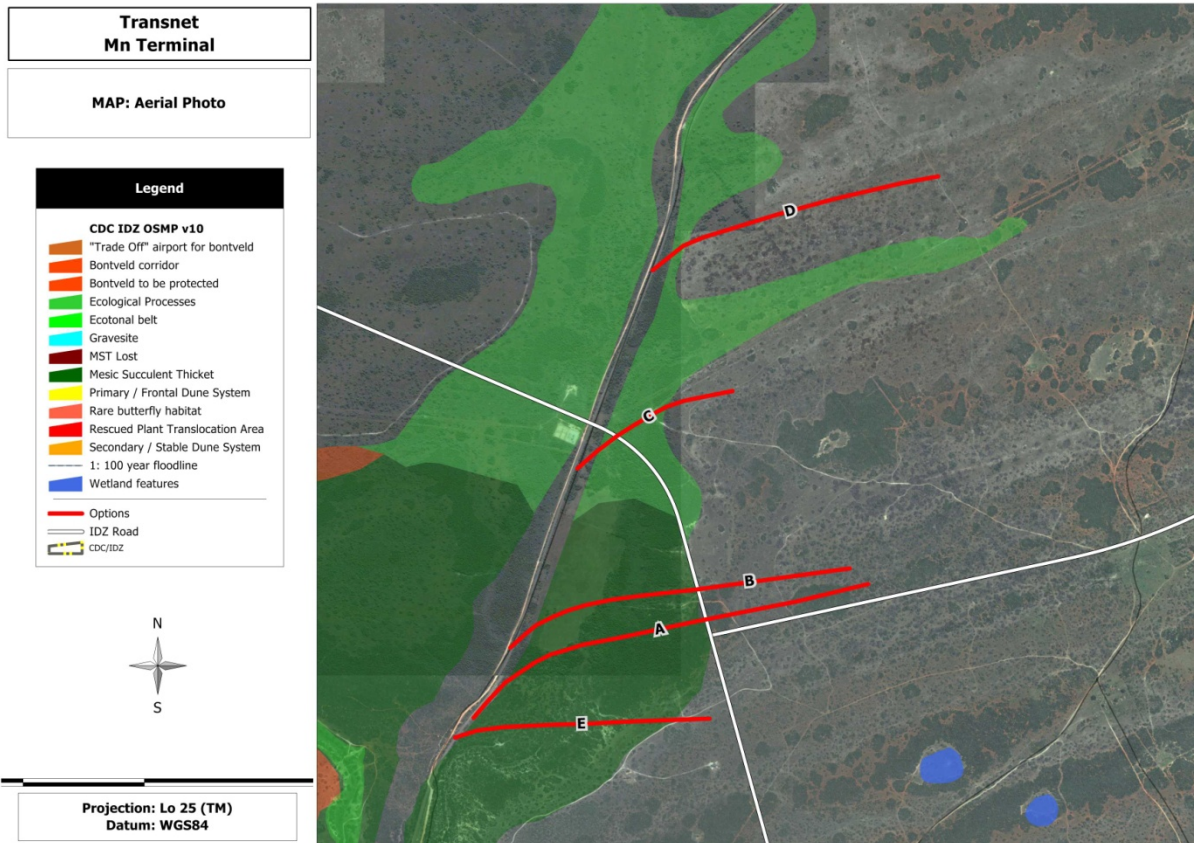 Transnet
Mn Terminal
MAP: Aerial Photo
Legend
CDC IDZ OSMP v10
"Trade Off" airport for bontveld
Bontveld corridor
Bontveld to be protected
Ecological Processes
Ecotonal belt
Gravesite
MST Lost
Mesic Succulent Thicket
Primary / Frontal Dune System
Rare butterfly habitat
Rescued Plant Translocation Area
Secondary / Stable Dune System
1: 100 year floodline
Wetland features
Options
IDZ Road
CDC/IDZ
N
S
Projection: Lo 25 (TM)
Datum: WGS84
D
C
B
A
E